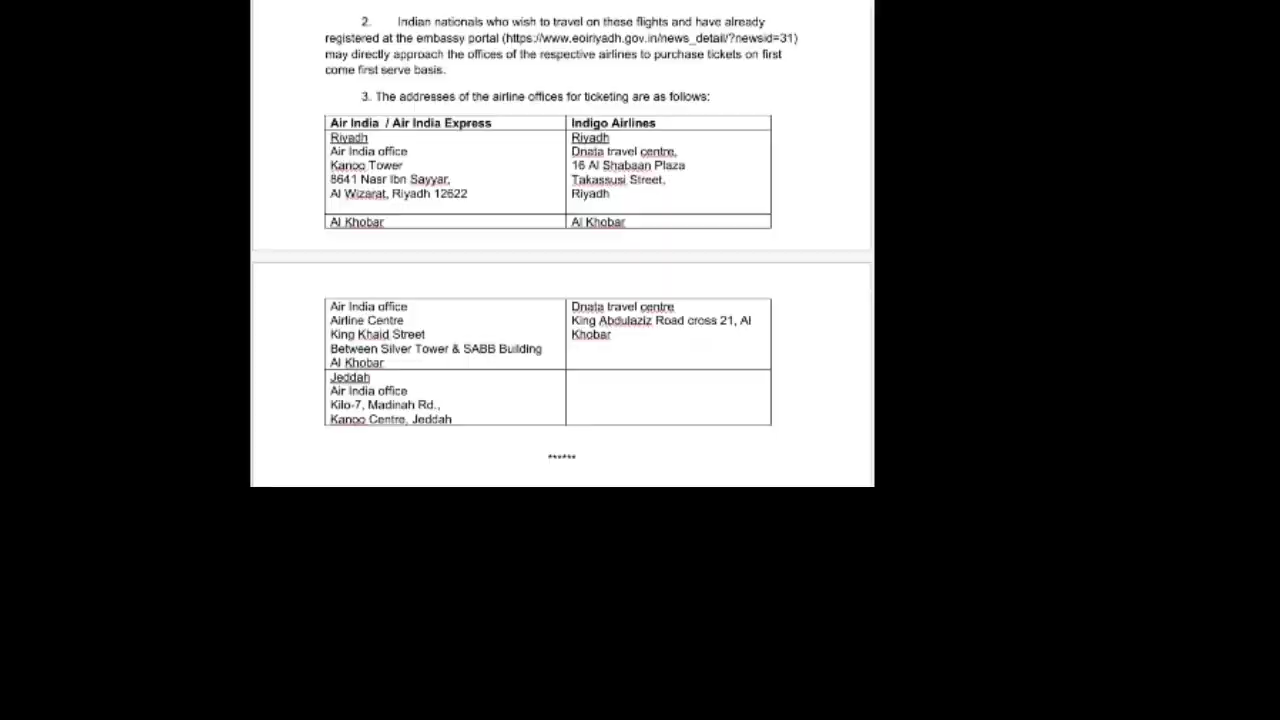 2. Indian nationals who wish to travel on these flights and have already
registered at the embassy portal (https://www.eoiriyadh.gov.in/news_detail/?newsid=31)
may directly approach the offices of the respective airlines to purchase tickets on first
come first serve basis.
3. The addresses of the airline offices for ticketing are as follows:
Air India / Air India Express
Indigo Airlines
Riyadh
Air India office
Kanoo Tower
8641 Nasr Ibn Sayyar,
Al Wizarat, Riyadh 12622
Riyadh
Dnata travel centre,
16 Al Shabaan Plaza
Takassusi Street,
Riyadh
Al Khobar
Al Khobar
Air India office
Airline Centre
King Khaid Street
Between Silver Tower & SABB Building
Al Khobar
Dnata travel centre
King Abdulaziz Road cross 21, Al
Khobar
Jeddah
Air India office
Kilo-7, Madinah Rd.,
Kanoo Centre, Jeddah
******